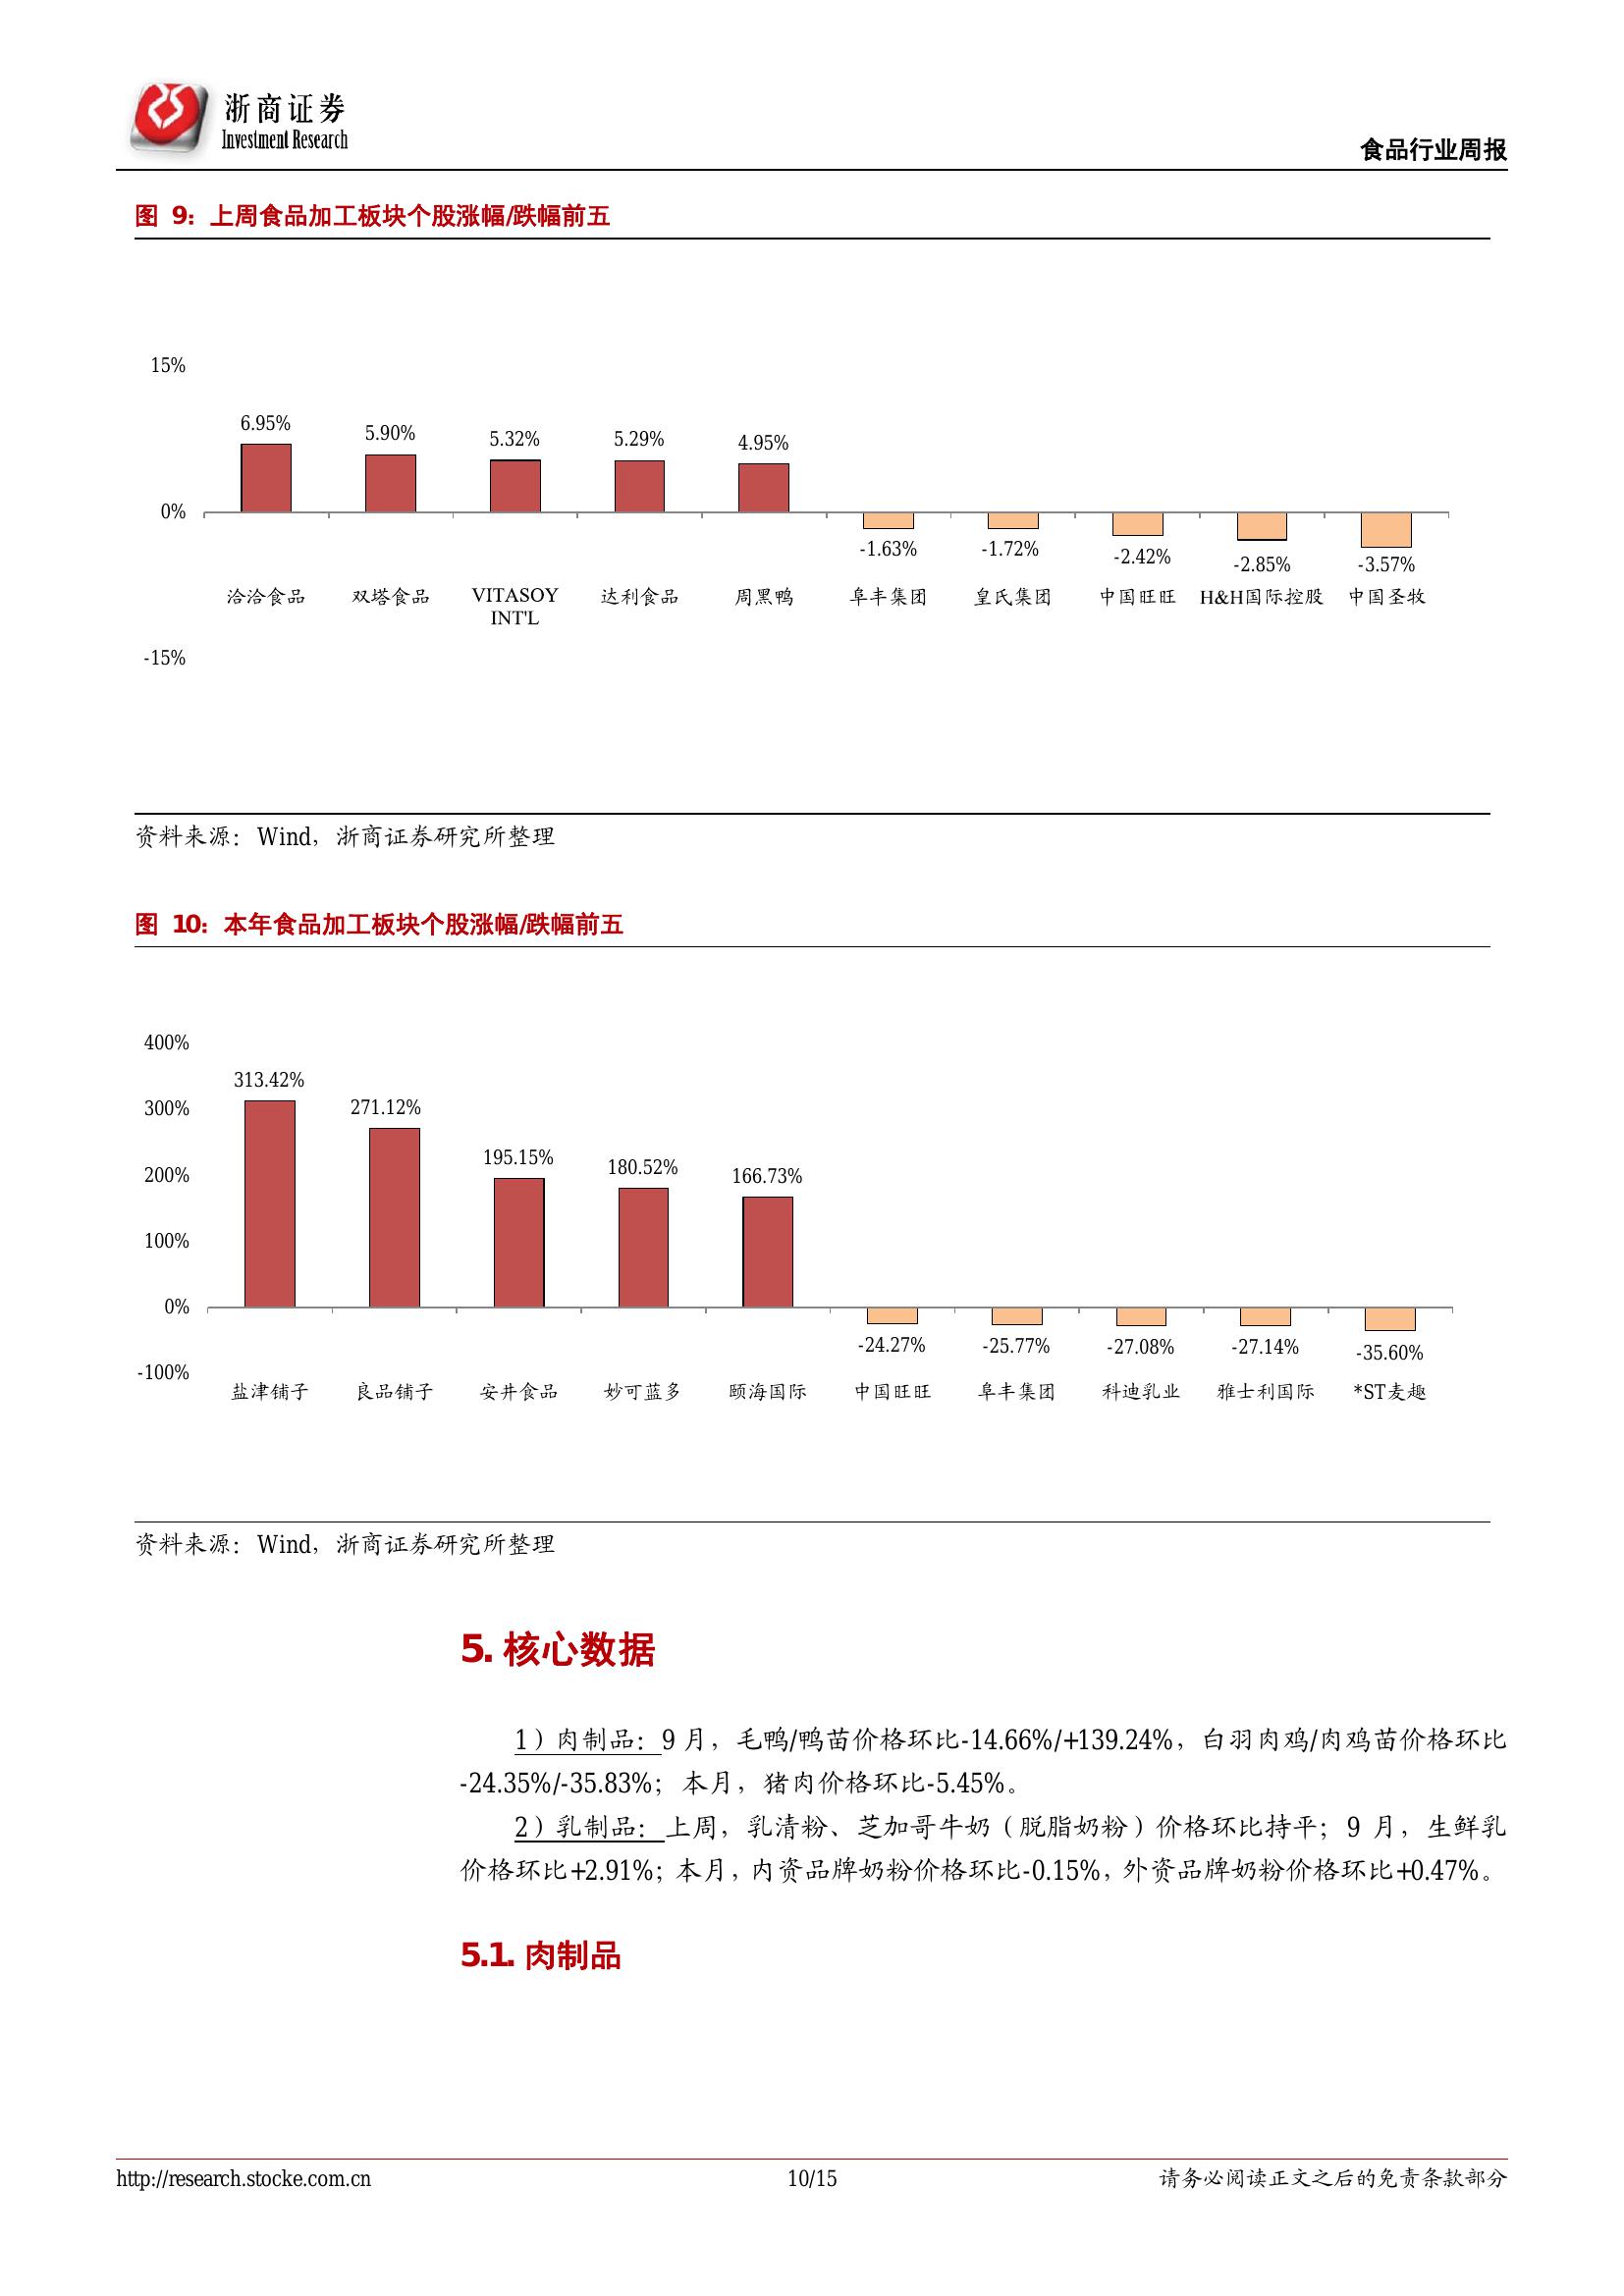 浙商证券
Investment Research
食品行业周报
图 9：上周食品加工板块个股涨幅/跌幅前五
15%
6.95%
5.90%
5.32%
5.29%
4.95%
0%
-1.63%
-1.72%
-2.42%
-2.85%
-3.57%
洽洽食品
双塔食品
VITASOY
INT'L
达利食品
周黑鸭
阜丰集团
皇氏集团
中国旺旺
H&H国际控股
中国圣牧
-15%
资料来源：Wind，浙商证券研究所整理
图 10：本年食品加工板块个股涨幅/跌幅前五
400%
313.42%
300%
271.12%
195.15%
200%
180.52%
166.73%
100%
0%
-24.27%
-25.77%
-27.08%
-27.14%
-35.60%
-100%
盐津铺子
良品铺子
安井食品
妙可蓝多
颐海国际
中国旺旺
阜丰集团
科迪乳业
雅士利国际
*ST麦趣
资料来源：Wind，浙商证券研究所整理
5. 核心数据
1）肉制品：9 月，毛鸭/鸭苗价格环比-14.66%/+139.24%，白羽肉鸡/肉鸡苗价格环比
-24.35%/-35.83%；本月，猪肉价格环比-5.45%。
2）乳制品：上周，乳清粉、芝加哥牛奶（脱脂奶粉）价格环比持平；9 月，生鲜乳
价格环比+2.91%；本月，内资品牌奶粉价格环比-0.15%，外资品牌奶粉价格环比+0.47%。
5.1. 肉制品
http://research.stocke.com.cn
10/15
请务必阅读正文之后的免责条款部分